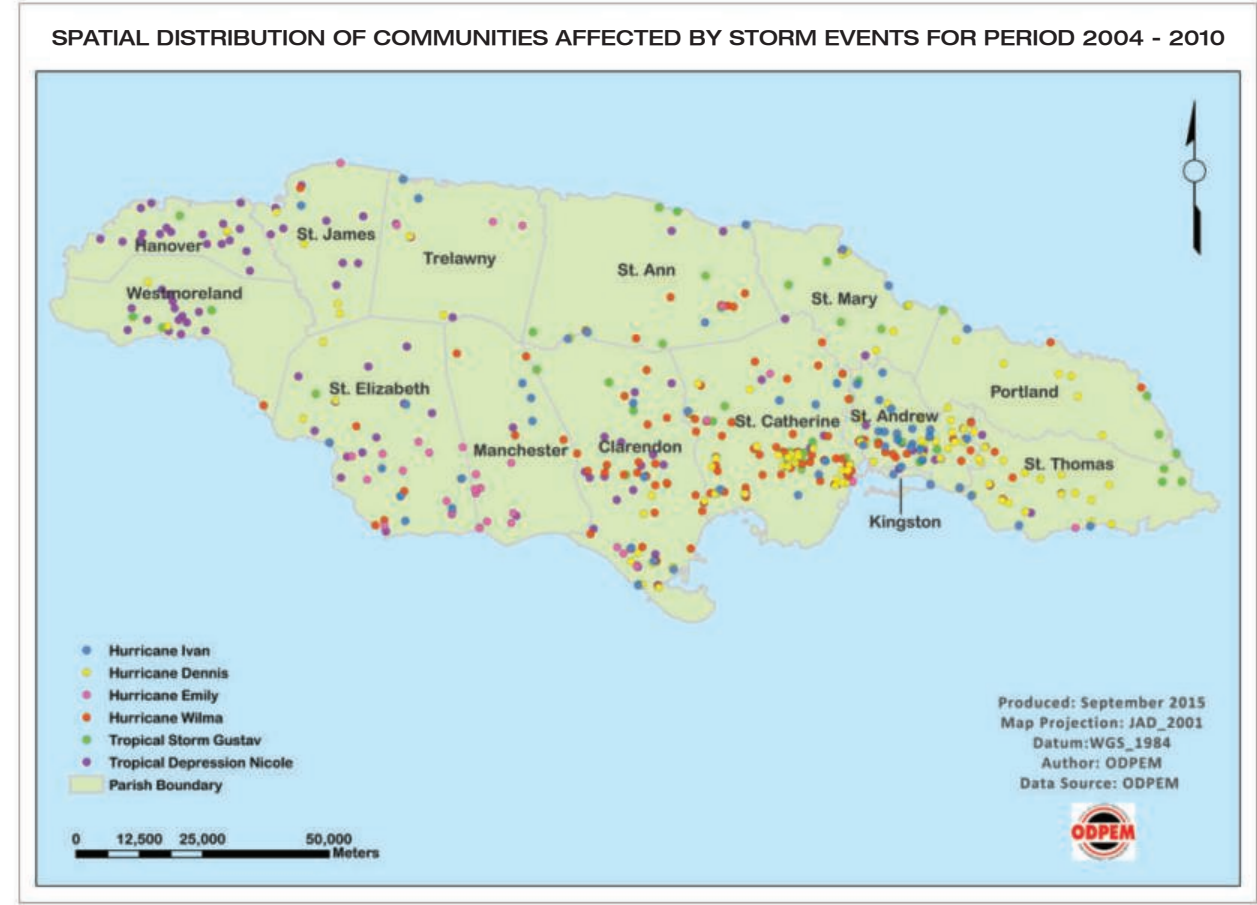 SPATIAL DISTRIBUTION OF COMMUNITIES AFFECTED BY STORM EVENTS FOR PERIOD 2004 - 2010
Hanover
St. James
Trelawny
St. Ann
St. Mary
Westmoreland
St. Elizabeth
Manchester
Clarendon
St. Catherine
St. Andrew
Portland
St. Thomas
Kingston
Hurricane Ivan
Hurricane Dennis
Hurricane Emily
Hurricane Wilma
Tropical Storm Gustav
Tropical Depression Nicole
Parish Boundary
0 12,500 25,000 50,000
Meters
Produced: September 2015
Map Projection: JAD_2001
Datum:WGS_1984
Author: ODPEM
Data Source: ODPEM
ODPEM